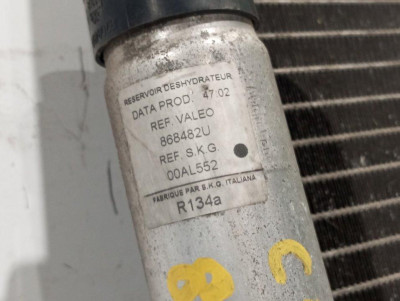 RESERVOIR DESHYDRATEUR
DATA PROD. 47.02
REF. VALEO
868482U
REF. S.K.G
00AL552
FABRIQUE PAR S.K.G. ITALIANA
R134a